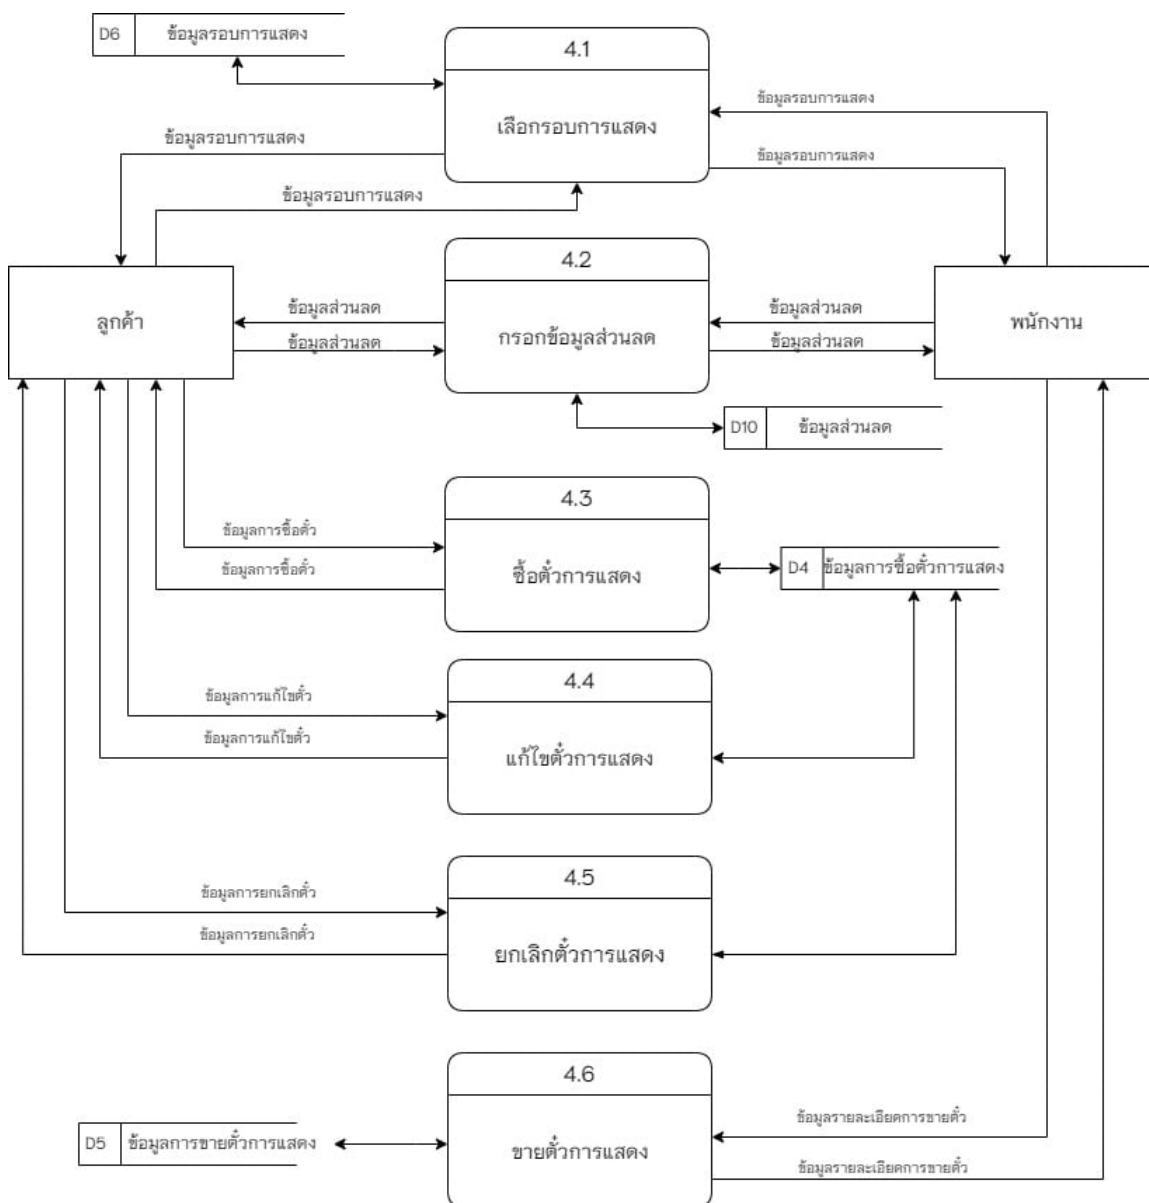 D6 ข้อมูลรอบการแสดง
4.1
เลือกรอบการแสดง
ข้อมูลรอบการแสดง
ข้อมูลรอบการแสดง
ข้อมูลรอบการแสดง
ข้อมูลรอบการแสดง
4.2
กรอกข้อมูลส่วนลด
ลูกค้า
พนักงาน
ข้อมูลส่วนลด
ข้อมูลส่วนลด
ข้อมูลส่วนลด
ข้อมูลส่วนลด
D10 ข้อมูลส่วนลด
4.3
ซื้อตั๋วการแสดง
ข้อมูลการซื้อตั๋ว
ข้อมูลการซื้อตั๋ว
D4 ข้อมูลการซื้อตั๋วการแสดง
4.4
แก้ไขตั๋วการแสดง
ข้อมูลการแก้ไขตั๋ว
ข้อมูลการแก้ไขตั๋ว
4.5
ยกเลิกตั๋วการแสดง
ข้อมูลการยกเลิกตั๋ว
ข้อมูลการยกเลิกตั๋ว
4.6
ขายตั๋วการแสดง
D5 ข้อมูลการขายตั๋วการแสดง
ข้อมูลรายละเอียดการขายตั๋ว
ข้อมูลรายละเอียดการขายตั๋ว